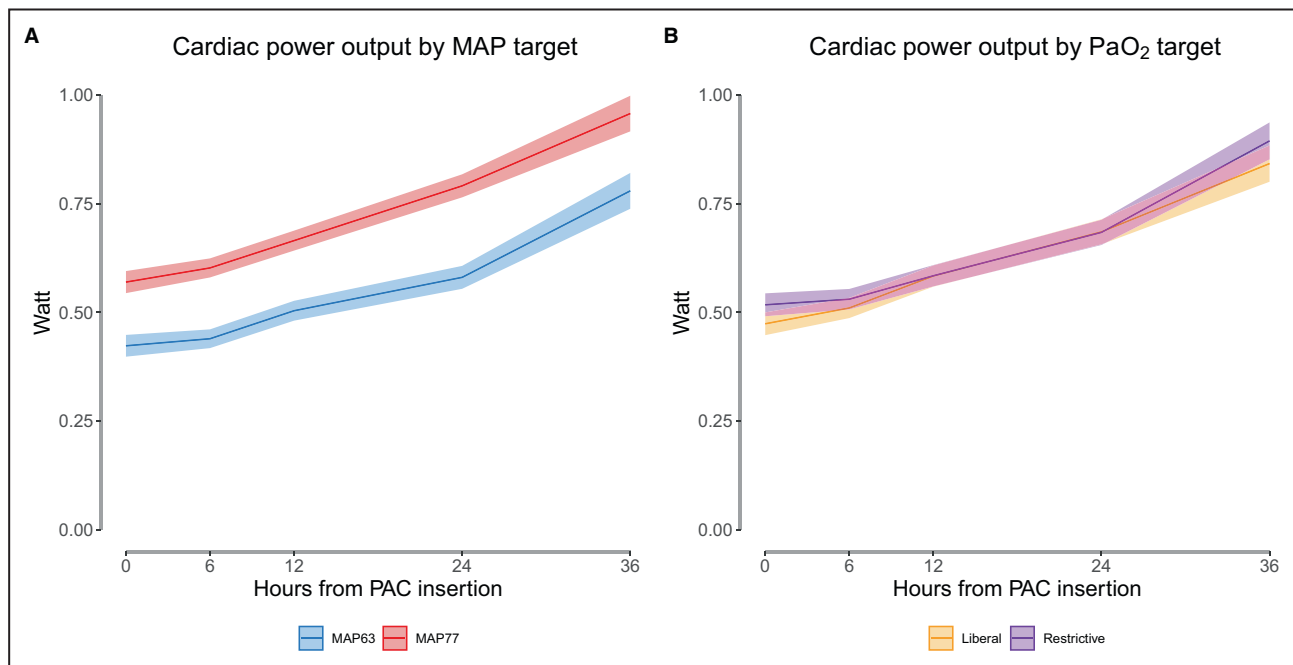 A
Cardiac power output by MAP target
1.00
0.75
0.50
0.25
0.00
Watt
0 6 12 24 36
Hours from PAC insertion
MAP63 MAP77
B
Cardiac power output by PaO₂ target
1.00
0.75
0.50
0.25
0.00
Watt
0 6 12 24 36
Hours from PAC insertion
Liberal Restrictive